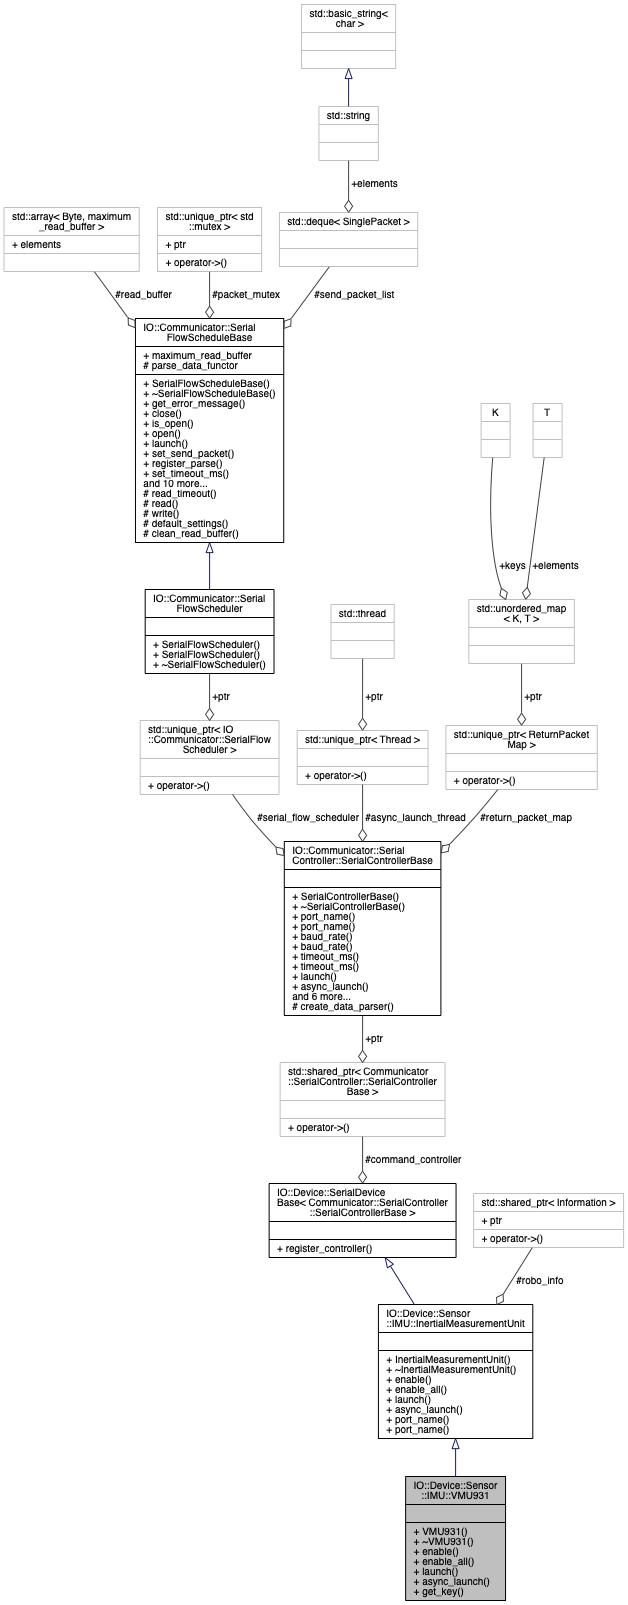 std::basic_string<
char >
std::string
+elements
std::array< Byte, maximum
_read_buffer >
+ elements
std::unique_ptr< std
::mutex >
+ ptr
+ operator->()
std::deque< SinglePacket >
#read_buffer
#packet_mutex
#send_packet_list
IO::Communicator::Serial
FlowScheduleBase
+ maximum_read_buffer
# parse_data_functor
+ SerialFlowScheduleBase()
+ ~SerialFlowScheduleBase()
+ get_error_message()
+ close()
+ is_open()
+ open()
+ launch()
+ set_send_packet()
+ register_parse()
+ set_timeout_ms()
and 10 more...
# read_timeout()
# read()
# write()
# default_settings()
# clean_read_buffer()
K
T
+keys
+elements
IO::Communicator::Serial
FlowScheduler
+ SerialFlowScheduler()
+ SerialFlowScheduler()
+ ~SerialFlowScheduler()
std::thread
std::unordered_map
< K, T >
+ptr
+ptr
+ptr
std::unique_ptr< IO
::Communicator::SerialFlow
Scheduler >
+ operator->()
std::unique_ptr< Thread >
+ operator->()
std::unique_ptr< ReturnPacket
Map >
+ operator->()
#serial_flow_scheduler
#async_launch_thread
#return_packet_map
IO::Communicator::Serial
Controller::SerialControllerBase
+ SerialControllerBase()
+ ~SerialControllerBase()
+ port_name()
+ port_name()
+ baud_rate()
+ baud_rate()
+ timeout_ms()
+ timeout_ms()
+ launch()
+ async_launch()
and 6 more...
# create_data_parser()
+ptr
std::shared_ptr< Communicator
::SerialController::SerialController
Base >
+ operator->()
#command_controller
IO::Device::SerialDevice
Base< Communicator::SerialController
::SerialControllerBase >
+ register_controller()
std::shared_ptr< Information >
+ ptr
+ operator->()
#robo_info
IO::Device::Sensor
::IMU::InertialMeasurementUnit
+ InertialMeasurementUnit()
+ ~InertialMeasurementUnit()
+ enable()
+ enable_all()
+ launch()
+ async_launch()
+ port_name()
+ port_name()
IO::Device::Sensor
::IMU::VMU931
+ VMU931()
+ ~VMU931()
+ enable()
+ enable_all()
+ launch()
+ async_launch()
+ get_key()